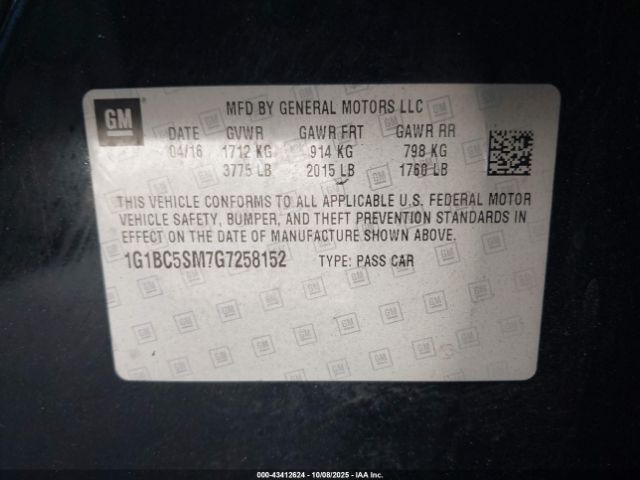 GM
MFD BY GENERAL MOTORS LLC
DATE GVWR GAWR FRT GAWR RR
04/16 1712 KG 914 KG 798 KG
3775 LB 2015 LB 1760 LB
THIS VEHICLE CONFORMS TO ALL APPLICABLE U.S. FEDERAL MOTOR
VEHICLE SAFETY, BUMPER, AND THEFT PREVENTION STANDARDS IN
EFFECT ON THE DATE OF MANUFACTURE SHOWN ABOVE.
1G1BC5SM7G7258152 TYPE: PASS CAR
000-43412624 | 10/08/2025 | IAA Inc.